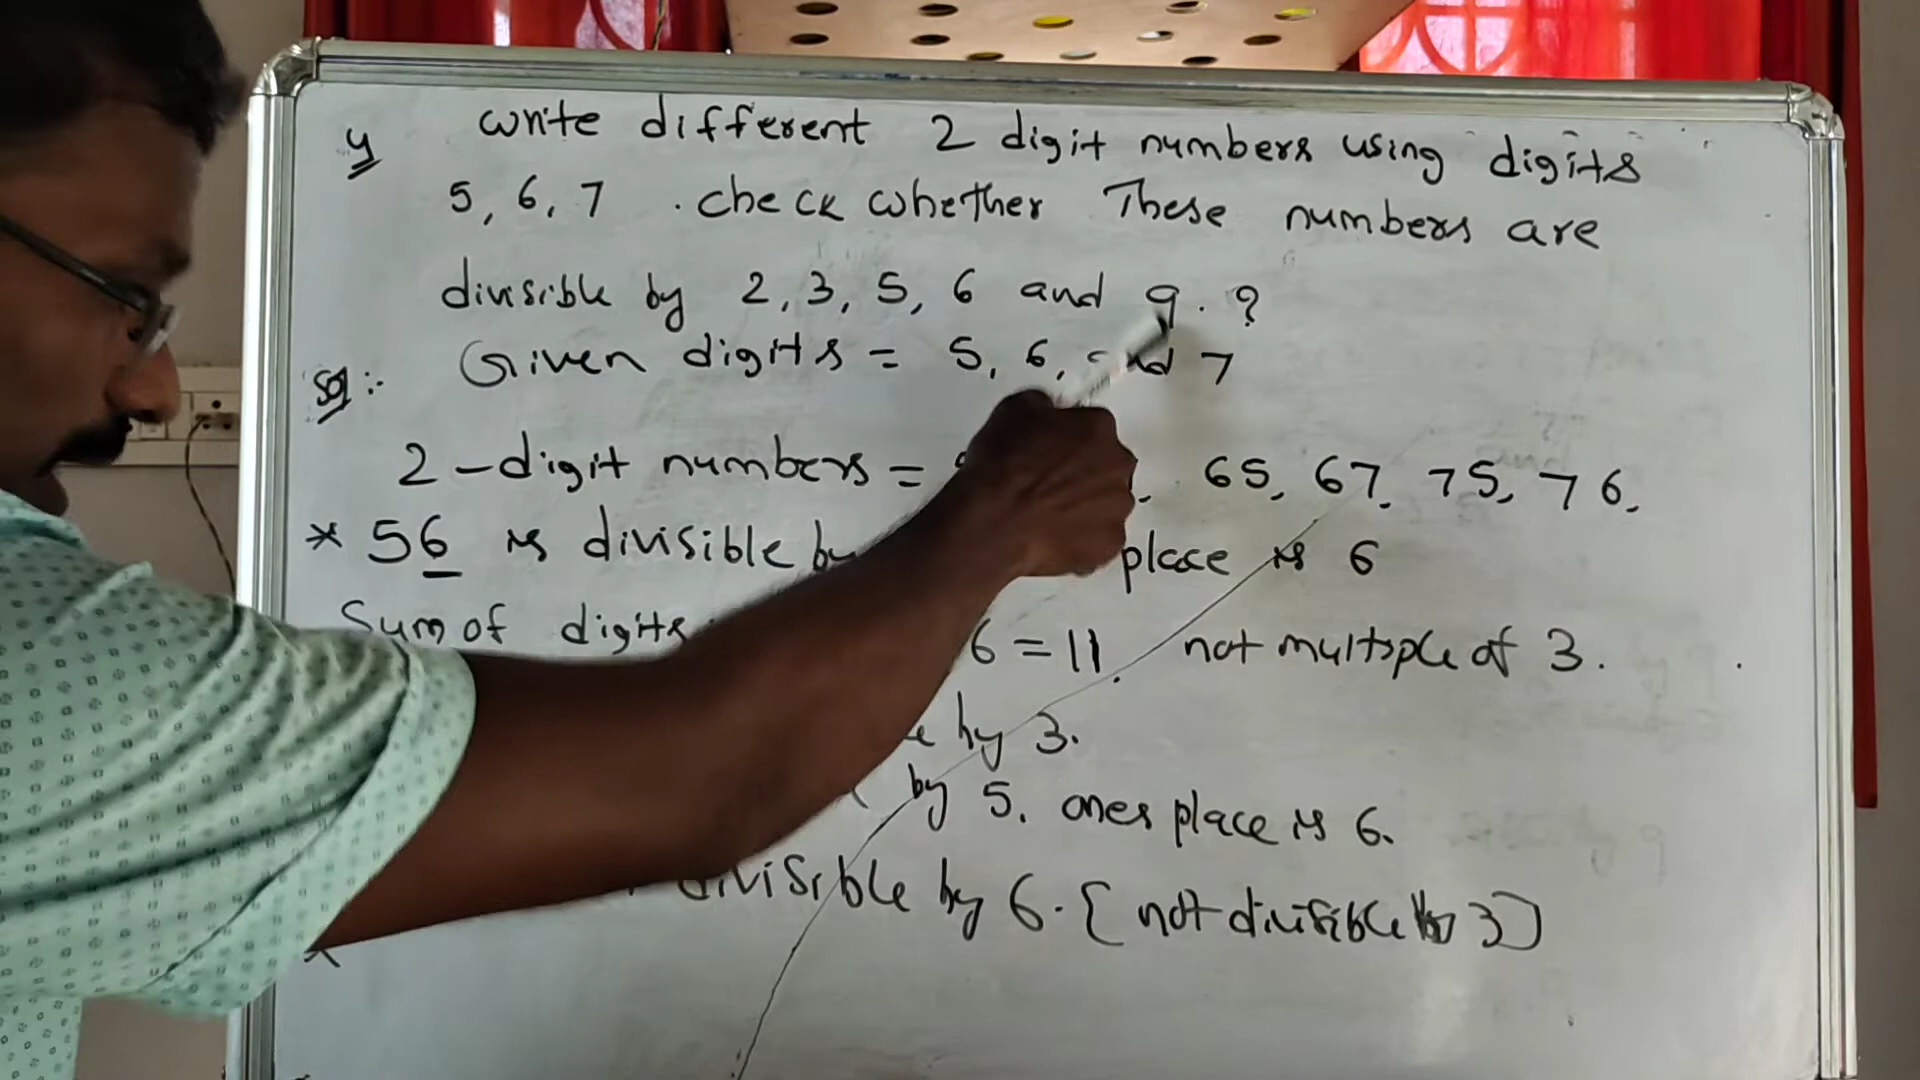 4 write different 2 digit numbers using digits
5, 6, 7 . check whether These numbers are
divisible by 2, 3, 5, 6 and 9. ?
Sol:- Given digits = 5, 6, and 7
2-digit numbers = 65, 67, 75, 76,
* 56 is divisible by place is 6
Sum of digits 6 = 11, not multiple of 3.
by 3.
by 5. ones place is 6.
divisible by 6. [not divisible by 3]
*